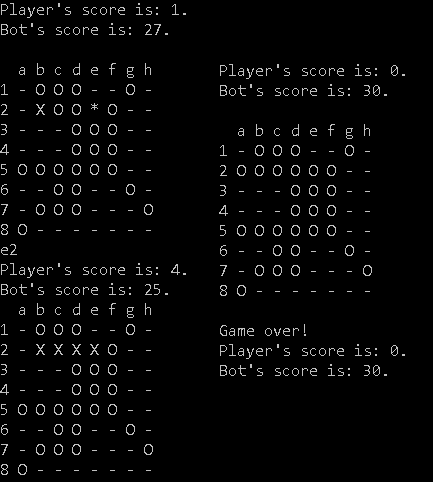 Player's score is: 1.
Bot's score is: 27.
  a b c d e f g h
1 - O O O - - O -
2 - X O O * O - -
3 - - - O O O - -
4 - - - O O O - -
5 O O O O O O - -
6 - - O O - - O -
7 - O O O - - - O
8 O - - - - - - -
e2
Player's score is: 4.
Bot's score is: 25.
  a b c d e f g h
1 - O O O - - O -
2 - X X X X O - -
3 - - - O O O - -
4 - - - O O O - -
5 O O O O O O - -
6 - - O O - - O -
7 - O O O - - - O
8 O - - - - - - -
Player's score is: 0.
Bot's score is: 30.
  a b c d e f g h
1 - O O O - - O -
2 O O O O O O - -
3 - - - O O O - -
4 - - - O O O - -
5 O O O O O O - -
6 - - O O - - O -
7 - O O O - - - O
8 O - - - - - - -
Game over!
Player's score is: 0.
Bot's score is: 30.